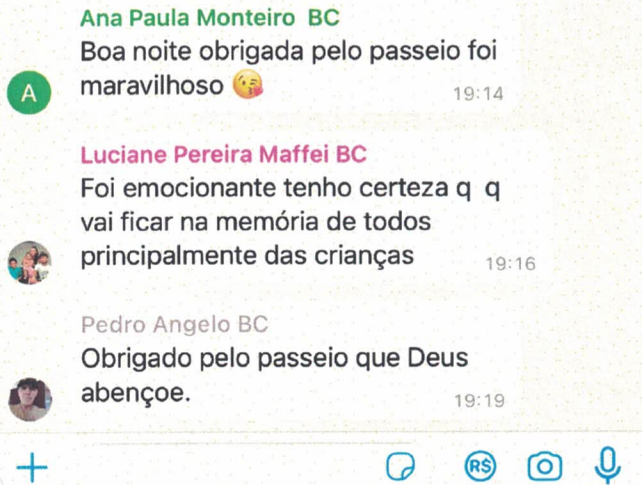 Ana Paula Monteiro BC
Boa noite obrigada pelo passeio foi
maravilhoso 😘
19:14
A
Luciane Pereira Maffei BC
Foi emocionante tenho certeza q q
vai ficar na memória de todos
principalmente das crianças
19:16
Pedro Angelo BC
Obrigado pelo passeio que Deus
abençoe.
19:19
R$